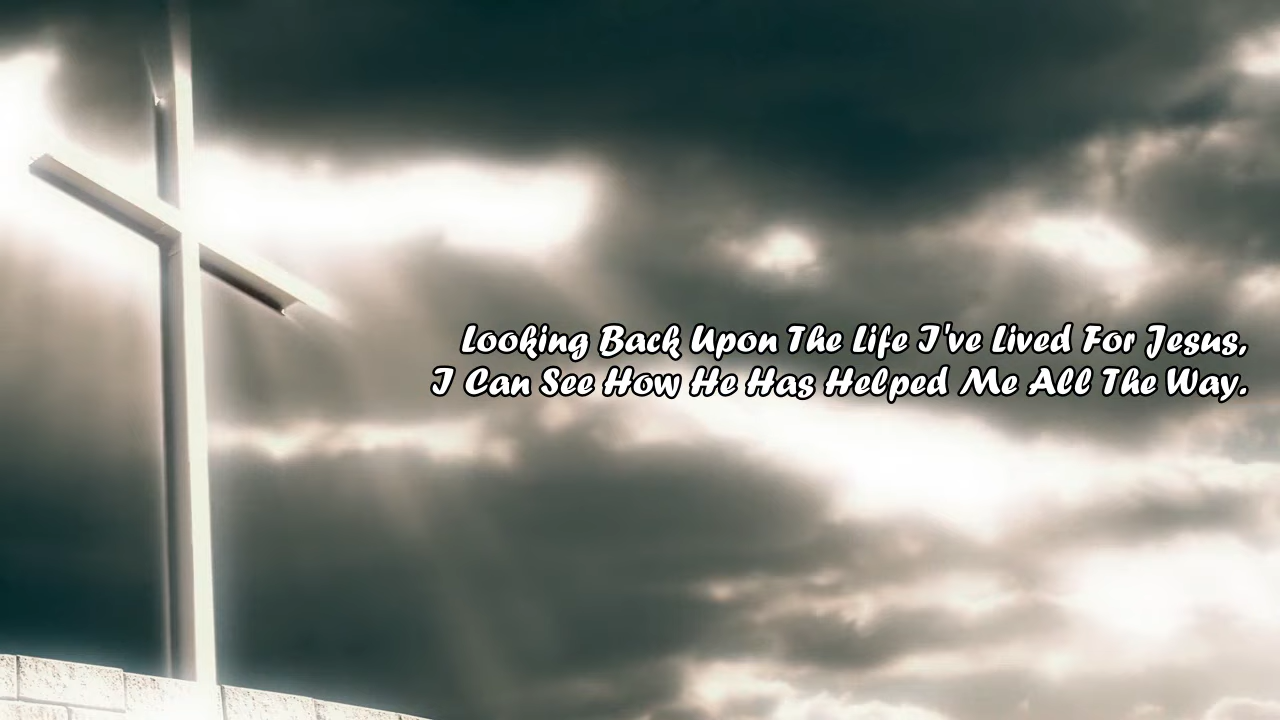 Looking Back Upon The Life I've Lived For Jesus,
I Can See How He Has Helped Me All The Way.